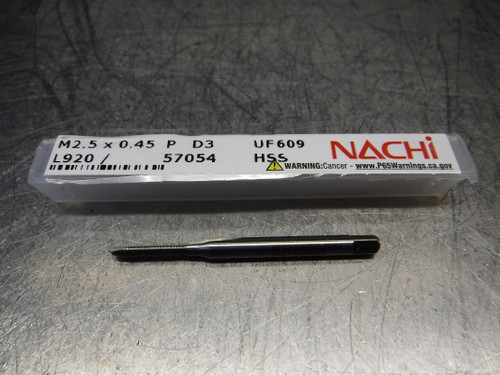 M2.5 x 0.45 P D3 UF609
L920 / 57054 HSS
NACHi
WARNING:Cancer - www.P65Warnings.ca.gov